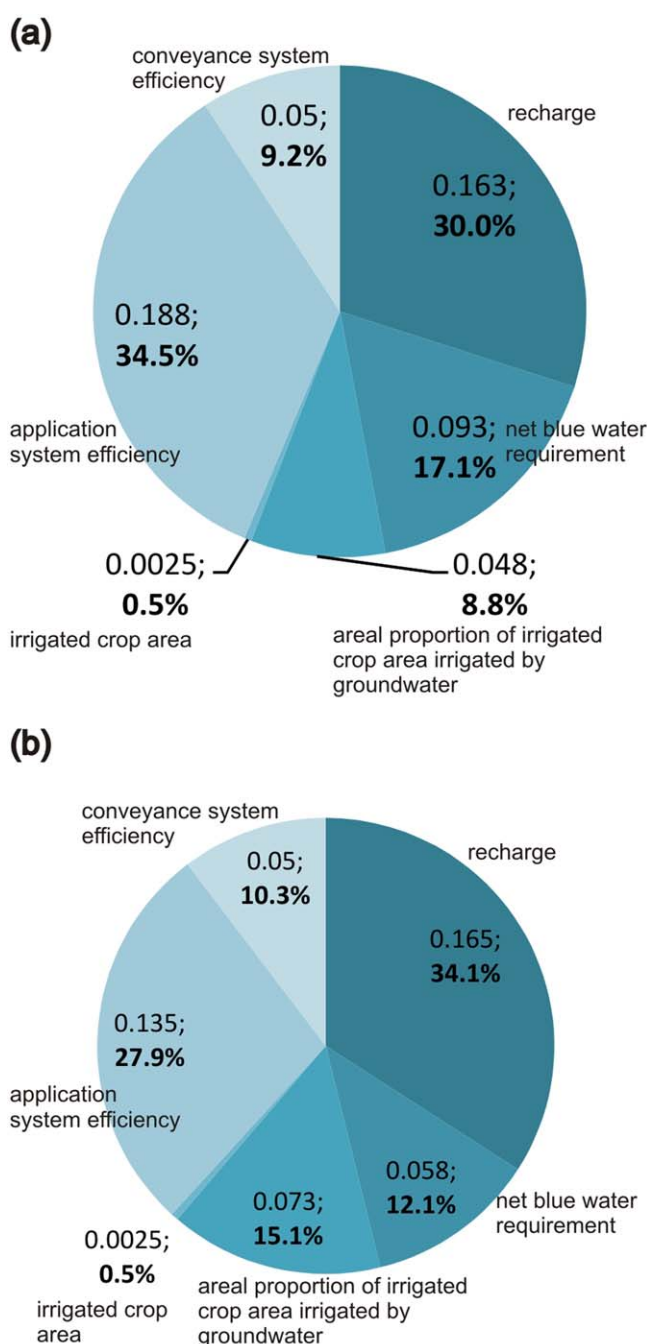 (a)
conveyance system
efficiency
0.05;
9.2%
recharge
0.163;
30.0%
0.188;
34.5%
application
system efficiency
0.093;
17.1%
net blue water
requirement
0.0025;
0.5%
irrigated crop area
0.048;
8.8%
areal proportion of irrigated
crop area irrigated by
groundwater
(b)
conveyance system
efficiency
0.05;
10.3%
recharge
0.165;
34.1%
0.135;
27.9%
application
system efficiency
0.058;
12.1%
net blue water
requirement
0.073;
15.1%
areal proportion of irrigated
crop area irrigated by
groundwater
0.0025;
0.5%
irrigated crop
area